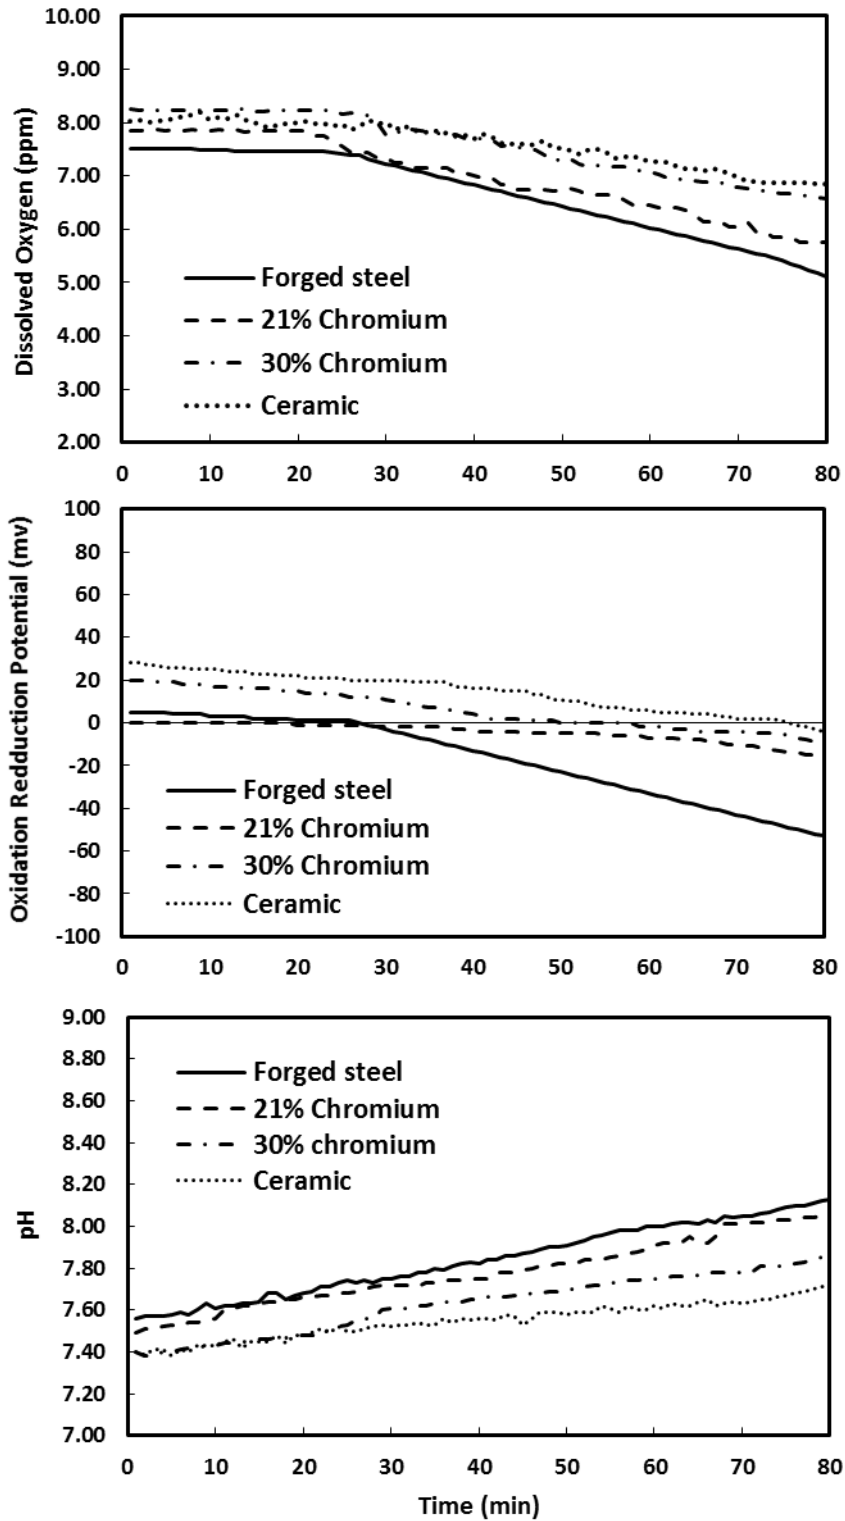 Dissolved Oxygen (ppm)
10.00
9.00
8.00
7.00
6.00
5.00
4.00
3.00
2.00
Forged steel
21% Chromium
30% Chromium
Ceramic
0 10 20 30 40 50 60 70 80
Oxidation Redduction Potential (mv)
100
80
60
40
20
0
-20
-40
-60
-80
-100
Forged steel
21% Chromium
30% Chromium
Ceramic
0 10 20 30 40 50 60 70 80
pH
9.00
8.80
8.60
8.40
8.20
8.00
7.80
7.60
7.40
7.20
7.00
Forged steel
21% Chromium
30% chromium
Ceramic
0 10 20 30 40 50 60 70 80
Time (min)